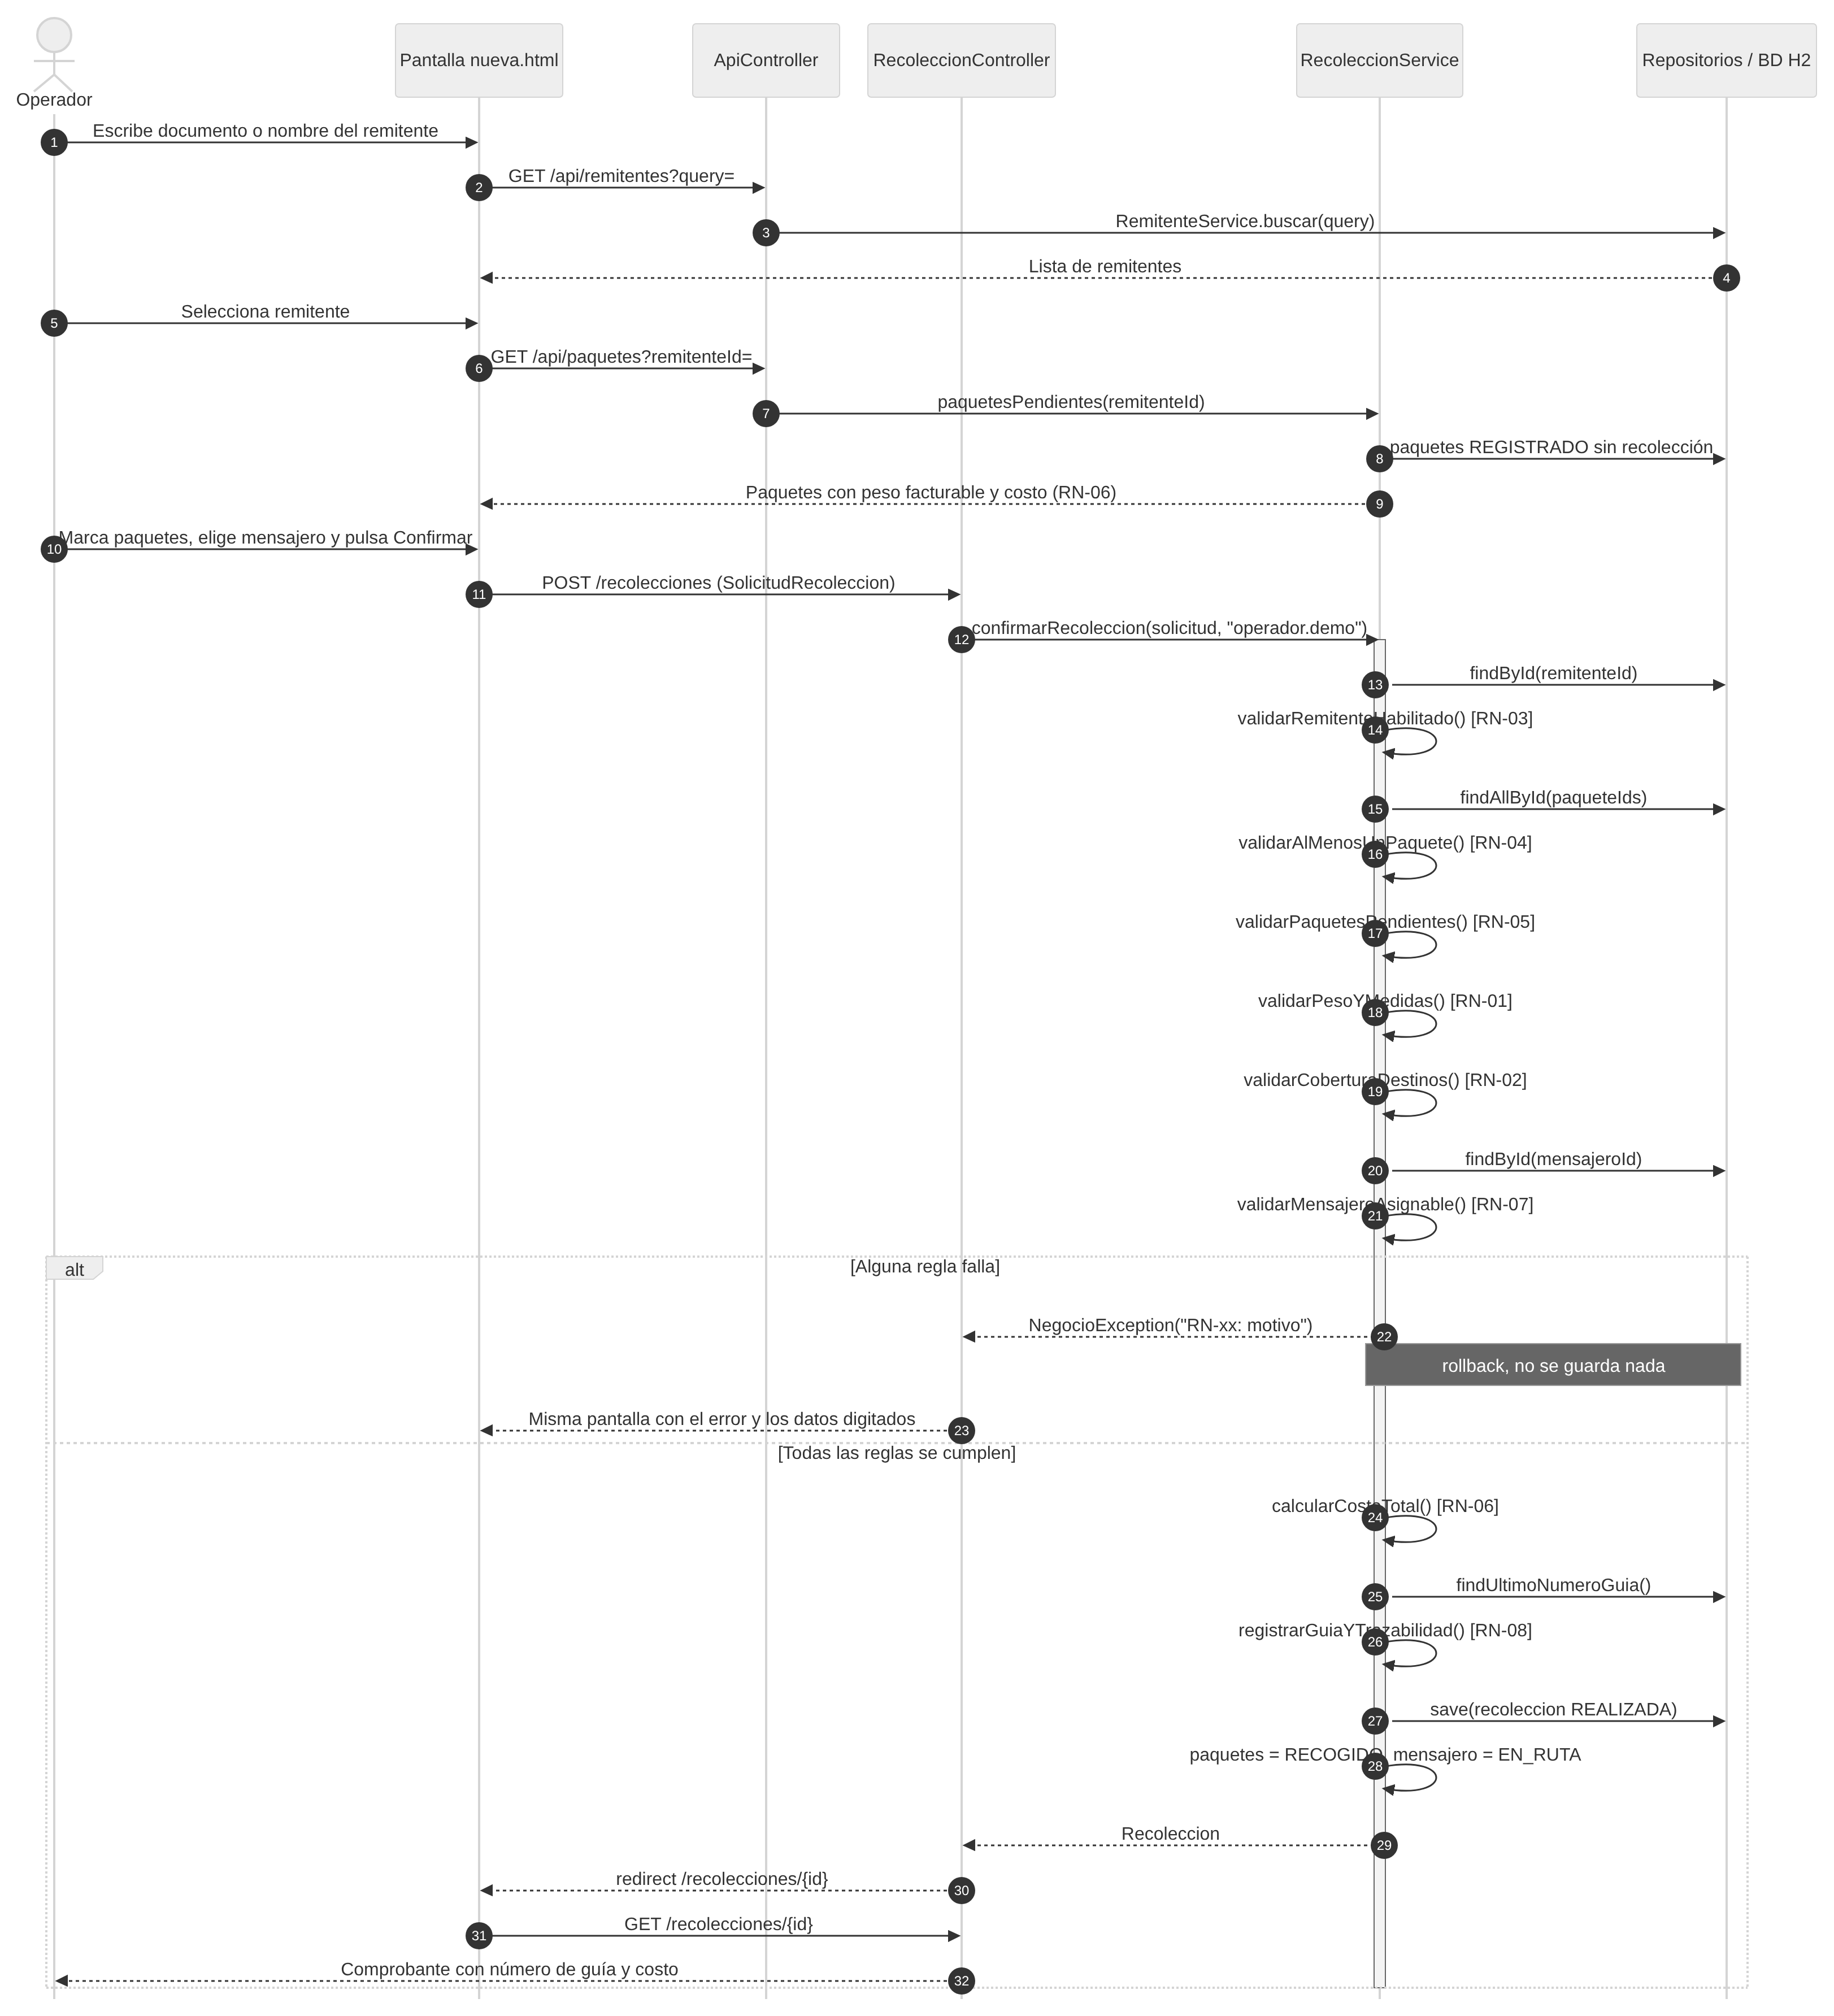 Operador
Pantalla nueva.html
ApiController
RecoleccionController
RecoleccionService
Repositorios / BD H2
1
Escribe documento o nombre del remitente
2
GET /api/remitentes?query=
3
RemitenteService.buscar(query)
Lista de remitentes
4
5
Selecciona remitente
6
GET /api/paquetes?remitenteId=
7
paquetesPendientes(remitenteId)
8
paquetes REGISTRADO sin recolección
Paquetes con peso facturable y costo (RN-06)
9
10
Marca paquetes, elige mensajero y pulsa Confirmar
11
POST /recolecciones (SolicitudRecoleccion)
12
confirmarRecoleccion(solicitud, "operador.demo")
13
findById(remitenteId)
validarRemitenteHabilitado() [RN-03]
14
15
findAllById(paqueteIds)
validarAlMenosUnPaquete() [RN-04]
16
validarPaquetesPendientes() [RN-05]
17
validarPesoYMedidas() [RN-01]
18
validarCoberturaDestinos() [RN-02]
19
20
findById(mensajeroId)
validarMensajeroAsignable() [RN-07]
21
alt
[Alguna regla falla]
NegocioException("RN-xx: motivo")
22
rollback, no se guarda nada
Misma pantalla con el error y los datos digitados
23
[Todas las reglas se cumplen]
calcularCostoTotal() [RN-06]
24
25
findUltimoNumeroGuia()
registrarGuiaYTrazabilidad() [RN-08]
26
27
save(recoleccion REALIZADA)
paquetes = RECOGIDO, mensajero = EN_RUTA
28
Recoleccion
29
redirect /recolecciones/{id}
30
31
GET /recolecciones/{id}
Comprobante con número de guía y costo
32